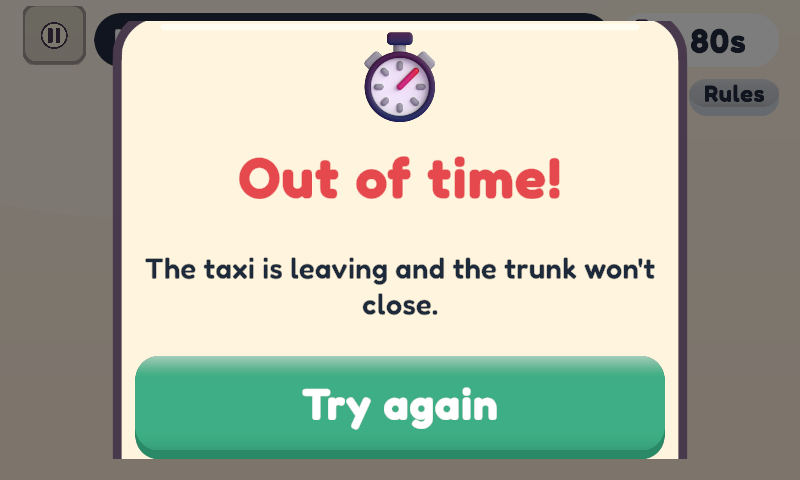 80s
Rules
Out of time!
The taxi is leaving and the trunk won't
close.
Try again